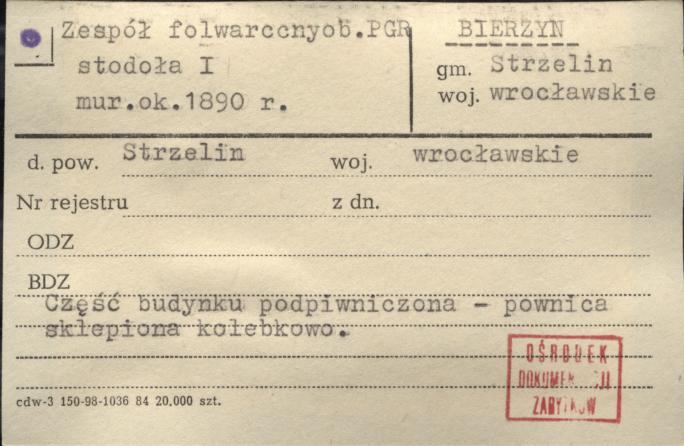 Zespół folwarccnyob.PGR
BIERZYN
stodoła I
gm. Strzelin
mur.ok.1890 r.
woj. wrocławskie
d. pow. Strzelin woj. wrocławskie
Nr rejestru z dn.
ODZ
BDZ
Część budynku podpiwniczona - pownica
sklepiona kolebkowo.
OŚRODEK
ZABYTKÓW
cdw-3 150-98-1036 84 20.000 szt.